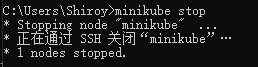 C:\Users\Shiroy>minikube stop
* Stopping node "minikube" ...
* 正在通过 SSH 关闭“minikube”…
* 1 nodes stopped.